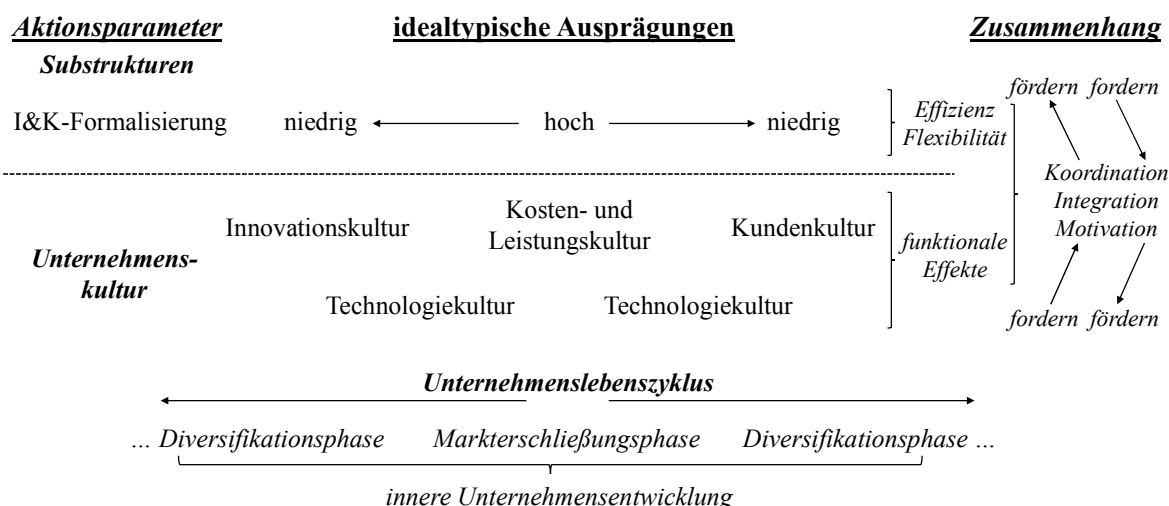 Aktionsparameter idealtypische Ausprägungen Zusammenhang
Substrukturen
fördern fordern
I&K-Formalisierung niedrig hoch niedrig
Effizienz
Flexibilität
Koordination
Integration
Motivation
Innovationskultur
Kosten- und
Leistungskultur
Kundenkultur
Unternehmens-
kultur
funktionale
Effekte
Technologiekultur Technologiekultur
fordern fördern
Unternehmenslebenszyklus
... Diversifikationsphase Markterschließungsphase Diversifikationsphase ...
innere Unternehmensentwicklung